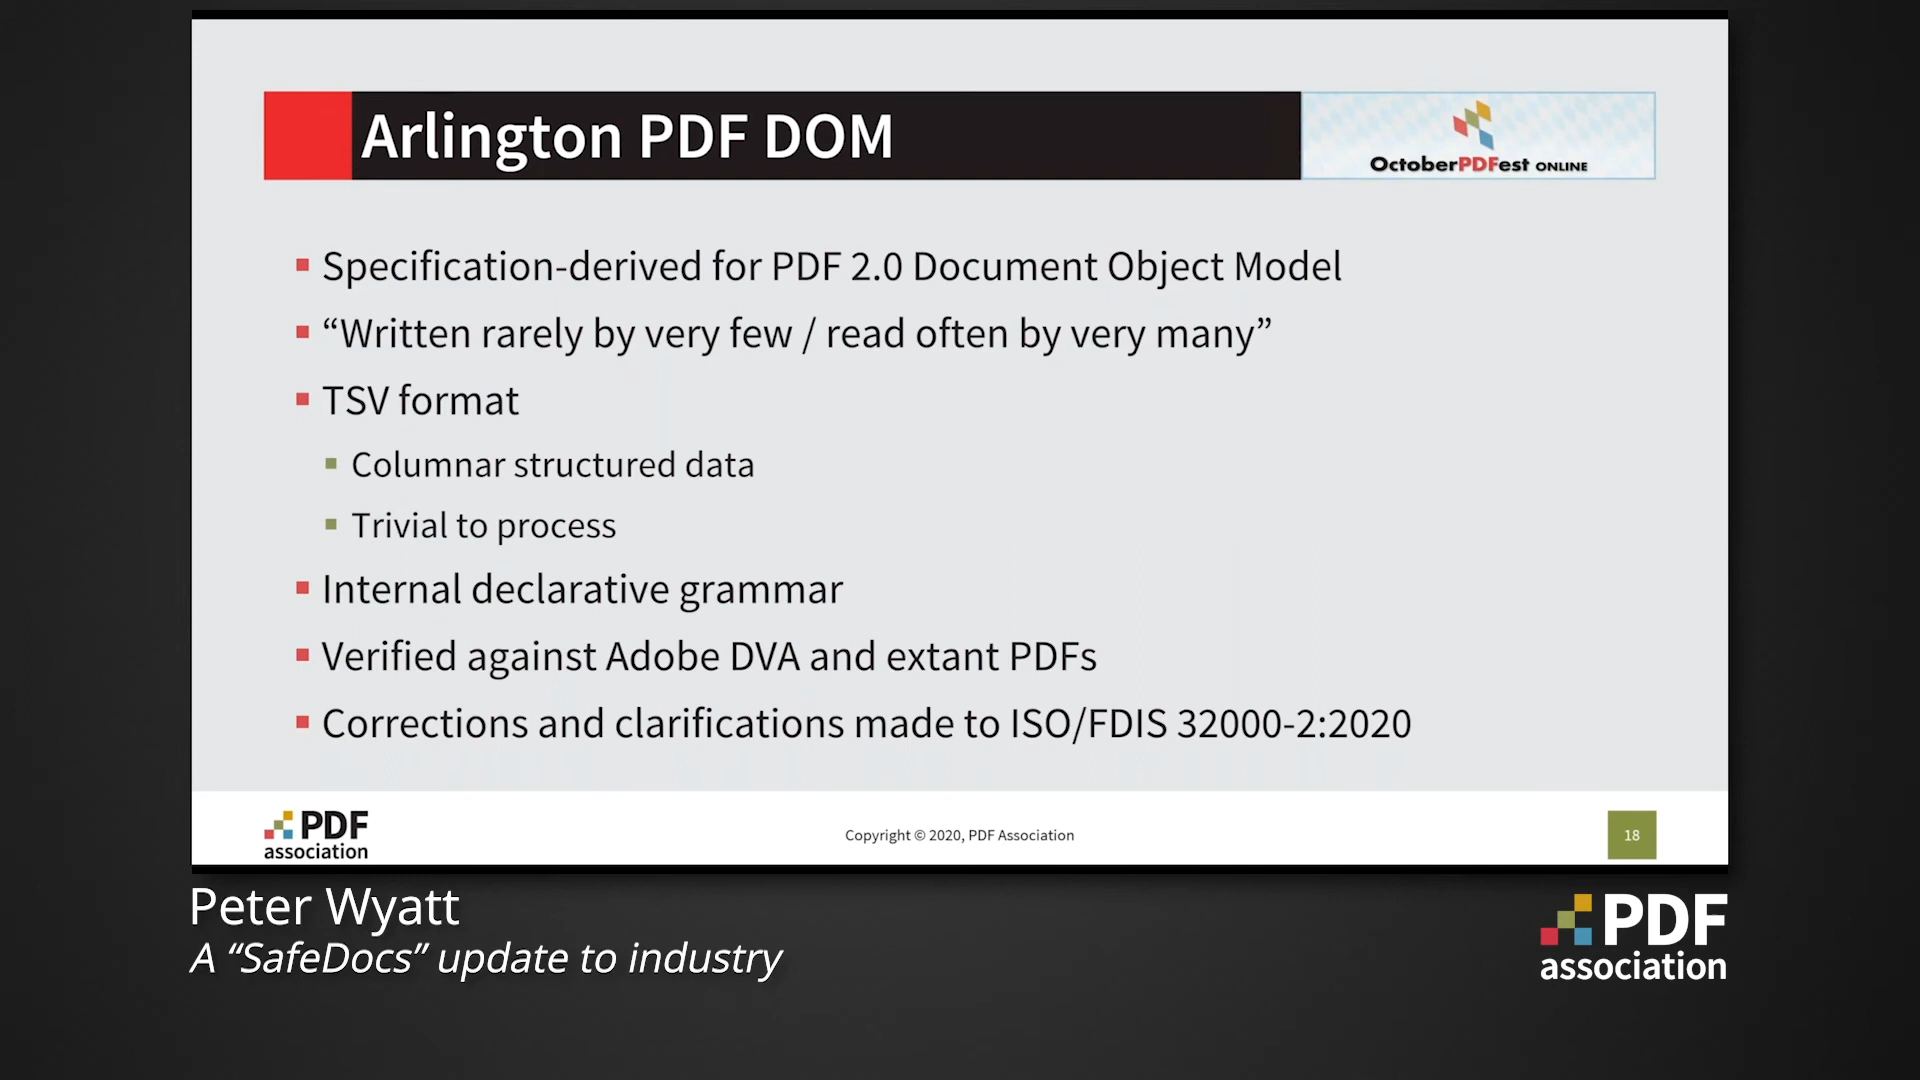 Arlington PDF DOM
OctoberPDFest ONLINE
Specification-derived for PDF 2.0 Document Object Model
“Written rarely by very few / read often by very many”
TSV format
Columnar structured data
Trivial to process
Internal declarative grammar
Verified against Adobe DVA and extant PDFs
Corrections and clarifications made to ISO/FDIS 32000-2:2020
PDF
association
Copyright © 2020, PDF Association
18
Peter Wyatt
A “SafeDocs” update to industry
PDF
association